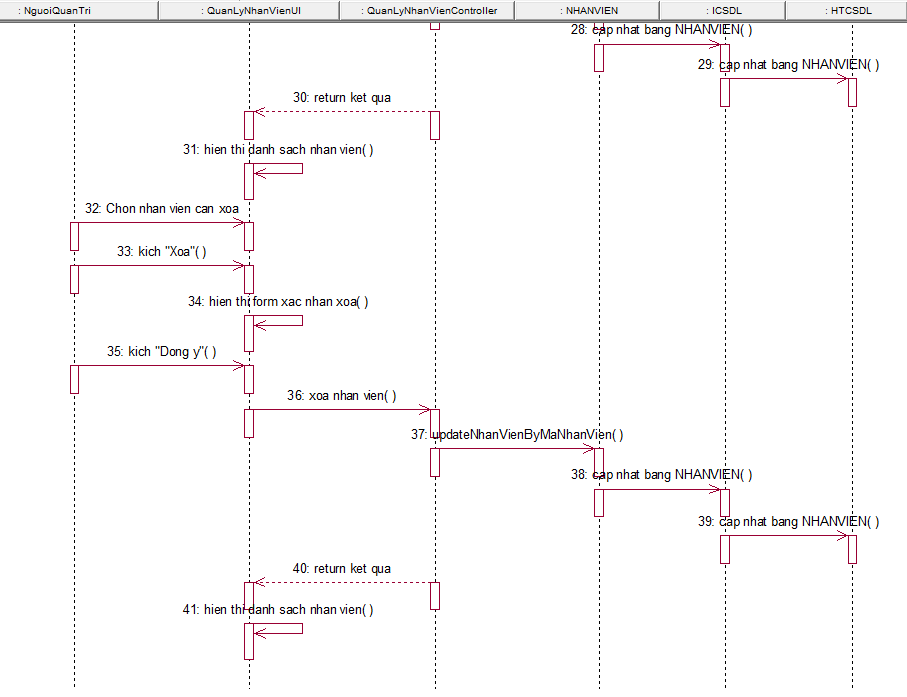 : NguoiQuanTri
: QuanLyNhanVienUI
: QuanLyNhanVienController
: NHANVIEN
: ICSDL
: HTCSDL
28: cap nhat bang NHANVIEN( )
29: cap nhat bang NHANVIEN( )
30: return ket qua
31: hien thi danh sach nhan vien( )
32: Chon nhan vien can xoa
33: kich "Xoa"( )
34: hien thi form xac nhan xoa( )
35: kich "Dong y"( )
36: xoa nhan vien( )
37: updateNhanVienByMaNhanVien( )
38: cap nhat bang NHANVIEN( )
39: cap nhat bang NHANVIEN( )
40: return ket qua
41: hien thi danh sach nhan vien( )